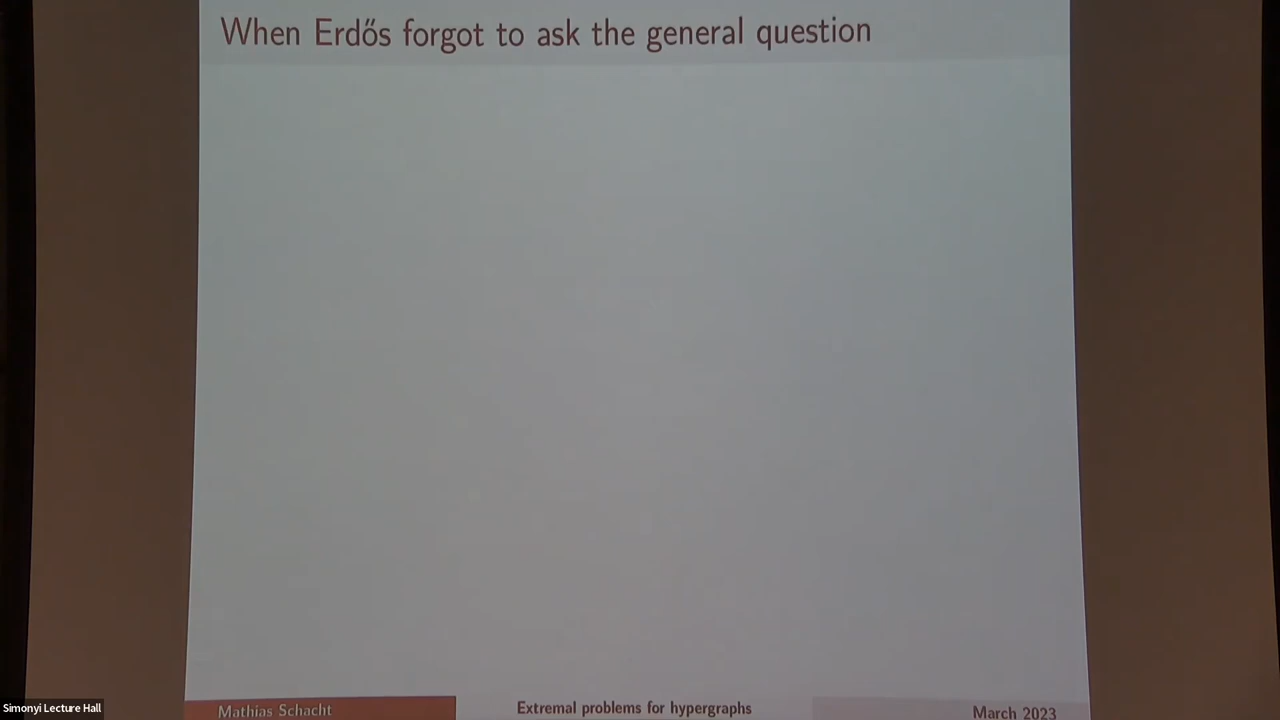 When Erdős forgot to ask the general question
Mathias Schacht
Extremal problems for hypergraphs
March 2023
Simonyi Lecture Hall